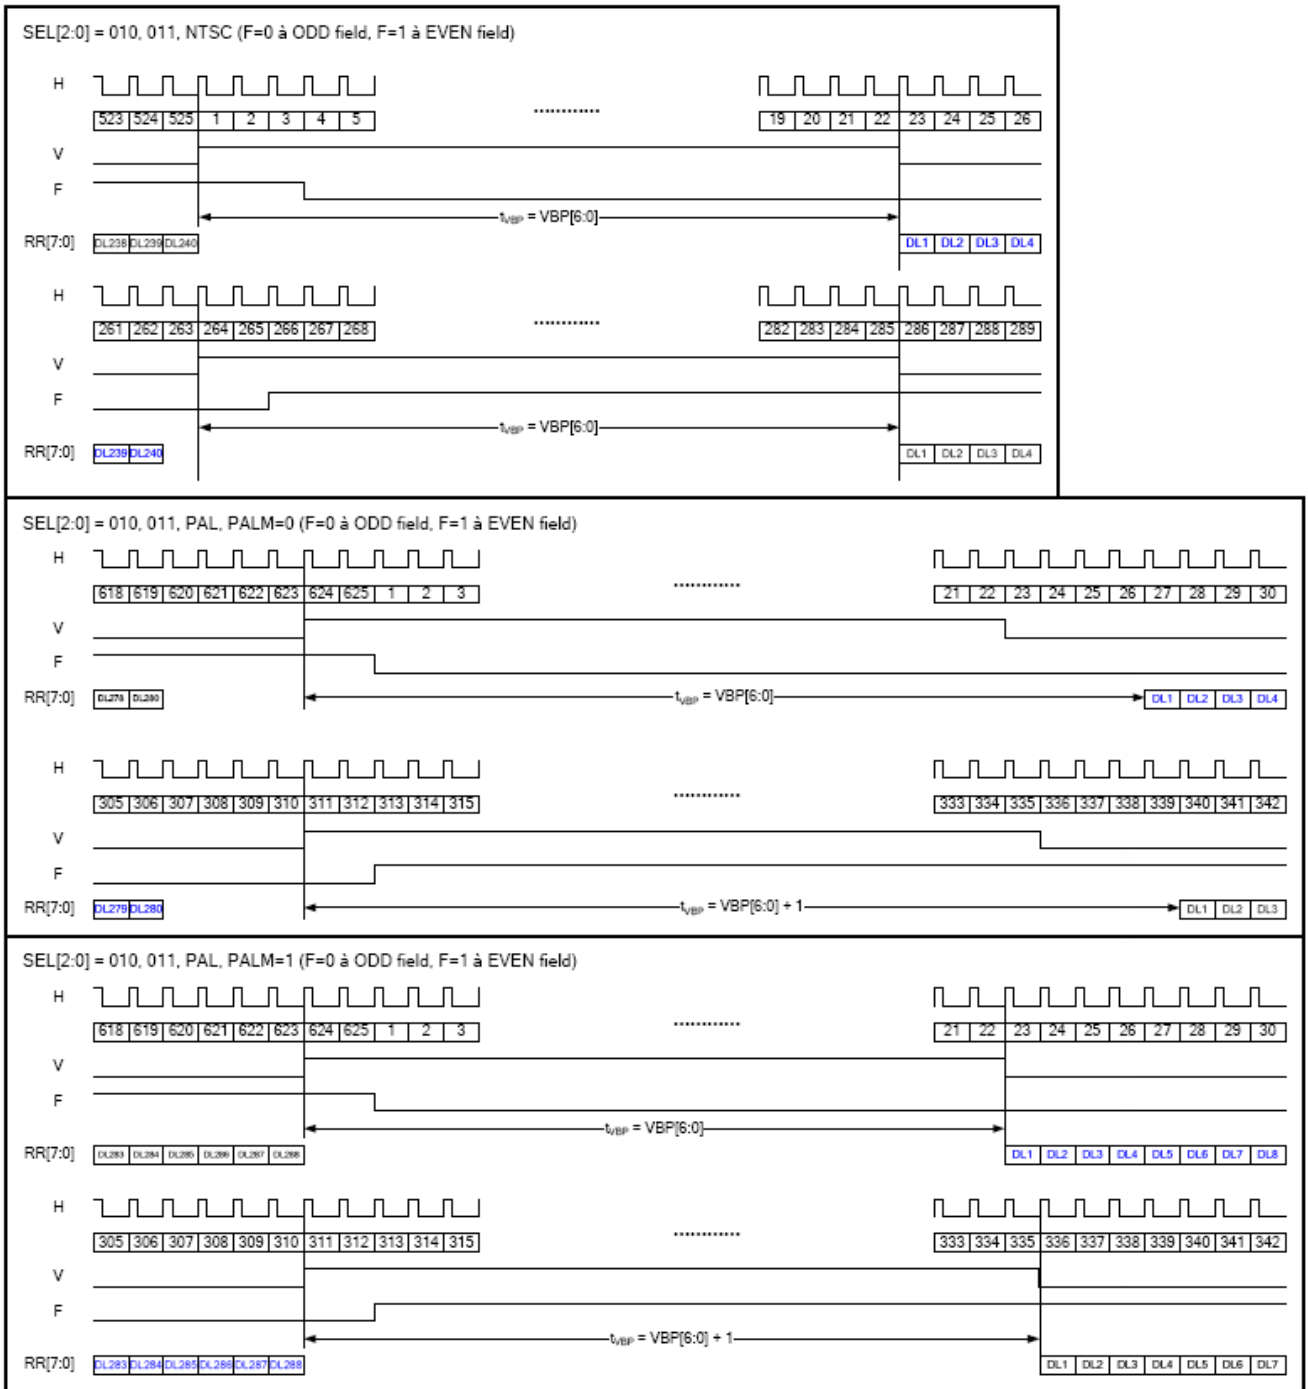 SEL[2:0] = 010, 011, NTSC (F=0 à ODD field, F=1 à EVEN field)
H
523 524 525 1 2 3 4 5 ............ 19 20 21 22 23 24 25 26
V
F
tVBP = VBP[6:0]
RR[7:0] DL238 DL239 DL240 DL1 DL2 DL3 DL4
H
261 262 263 264 265 266 267 268 ............ 282 283 284 285 286 287 288 289
V
F
tVBP = VBP[6:0]
RR[7:0] DL239 DL240 DL1 DL2 DL3 DL4
SEL[2:0] = 010, 011, PAL, PALM=0 (F=0 à ODD field, F=1 à EVEN field)
H
618 619 620 621 622 623 624 625 1 2 3 ............ 21 22 23 24 25 26 27 28 29 30
V
F
RR[7:0] DL279 DL280 tVBP = VBP[6:0] DL1 DL2 DL3 DL4
H
305 306 307 308 309 310 311 312 313 314 315 ............ 333 334 335 336 337 338 339 340 341 342
V
F
RR[7:0] DL279 DL280 tVBP = VBP[6:0] + 1 DL1 DL2 DL3
SEL[2:0] = 010, 011, PAL, PALM=1 (F=0 à ODD field, F=1 à EVEN field)
H
618 619 620 621 622 623 624 625 1 2 3 ............ 21 22 23 24 25 26 27 28 29 30
V
F
tVBP = VBP[6:0]
RR[7:0] DL283 DL284 DL285 DL286 DL287 DL288 DL1 DL2 DL3 DL4 DL5 DL6 DL7 DL8
H
305 306 307 308 309 310 311 312 313 314 315 ............ 333 334 335 336 337 338 339 340 341 342
V
F
tVBP = VBP[6:0] + 1
RR[7:0] DL283 DL284 DL285 DL286 DL287 DL288 DL1 DL2 DL3 DL4 DL5 DL6 DL7